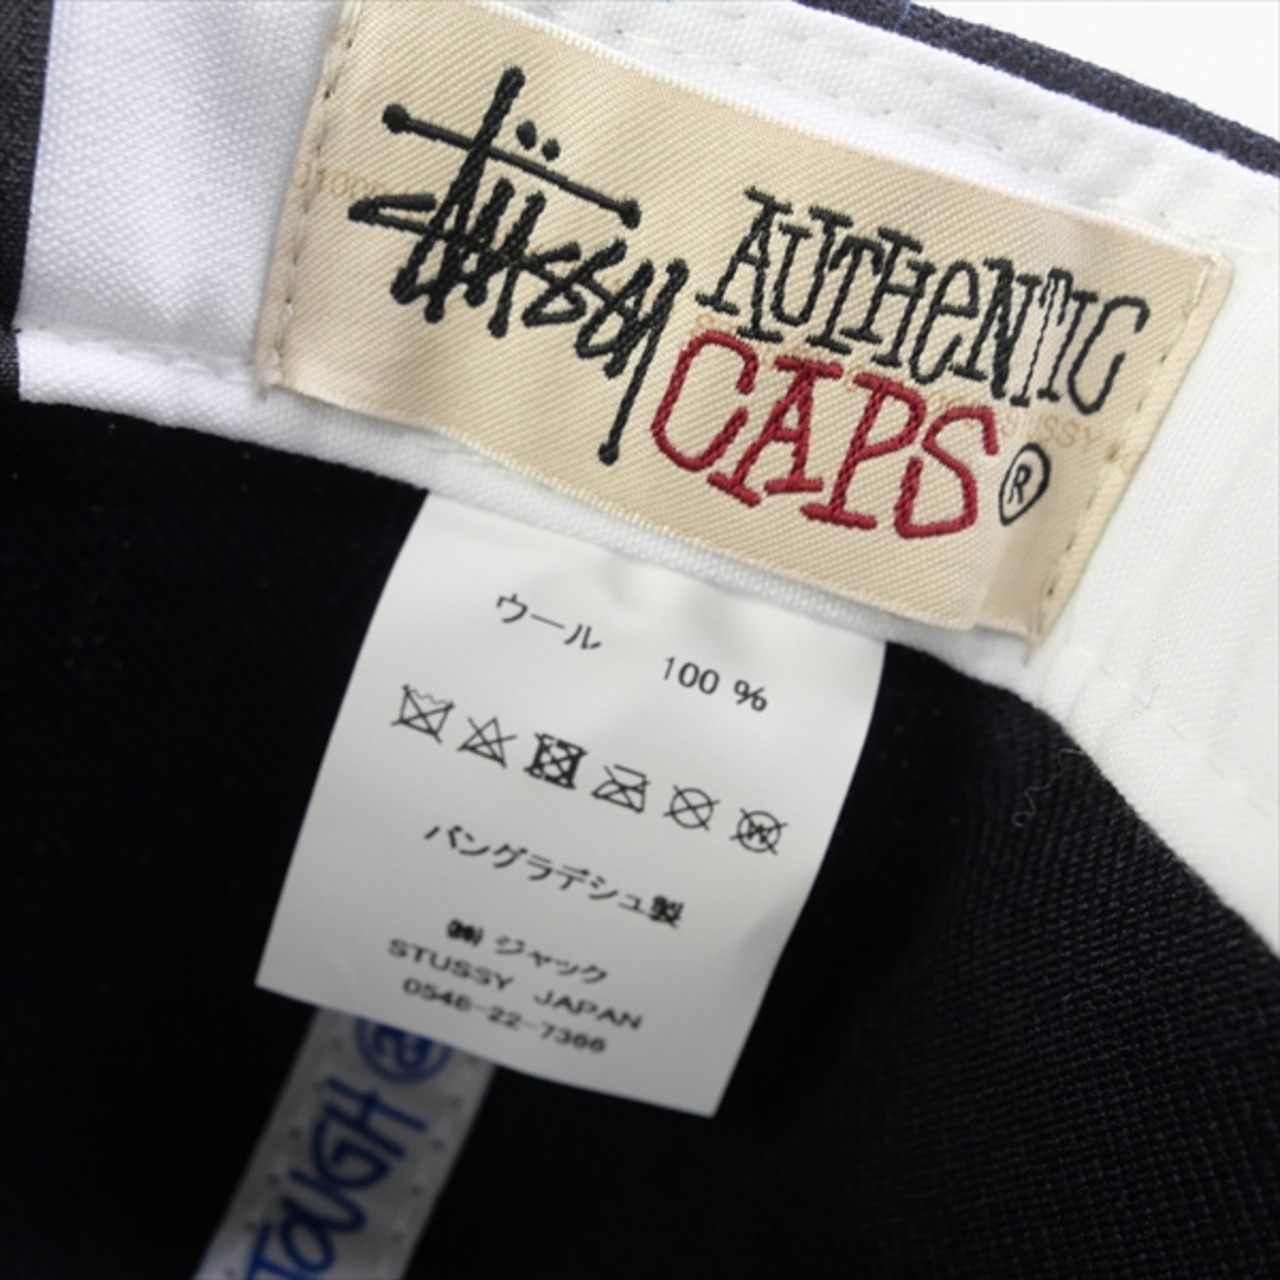 Stüssy
AUTHENTIC
CAPS®
ウール 100%
バングラデシュ製
㈱ ジャック
STUSSY JAPAN
0548-22-7366
TOUGH